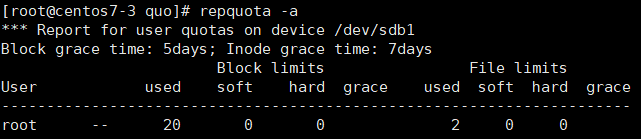 [root@centos7-3 quo]# repquota -a
*** Report for user quotas on device /dev/sdb1
Block grace time: 5days; Inode grace time: 7days
                        Block limits                File limits
User            used    soft    hard  grace    used  soft  hard  grace
----------------------------------------------------------------------
root      --      20       0       0              2     0     0